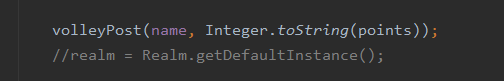 volleyPost(name, Integer.toString(points));
//realm = Realm.getDefaultInstance();